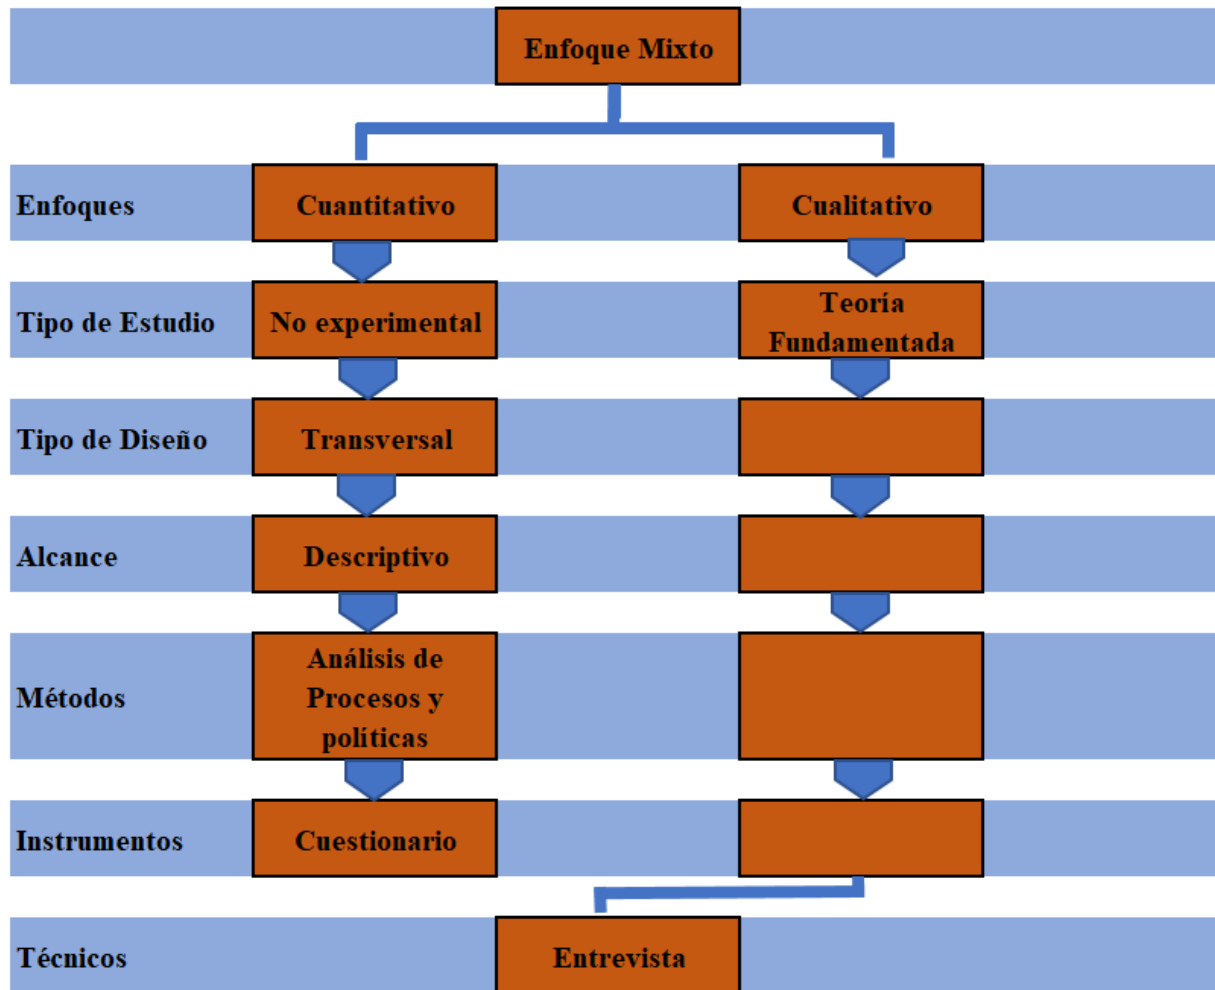 Enfoque Mixto
Enfoques
Cuantitativo
Cualitativo
Tipo de Estudio
No experimental
Teoría
Fundamentada
Tipo de Diseño
Transversal
Alcance
Descriptivo
Métodos
Análisis de
Procesos y
políticas
Instrumentos
Cuestionario
Técnicos
Entrevista